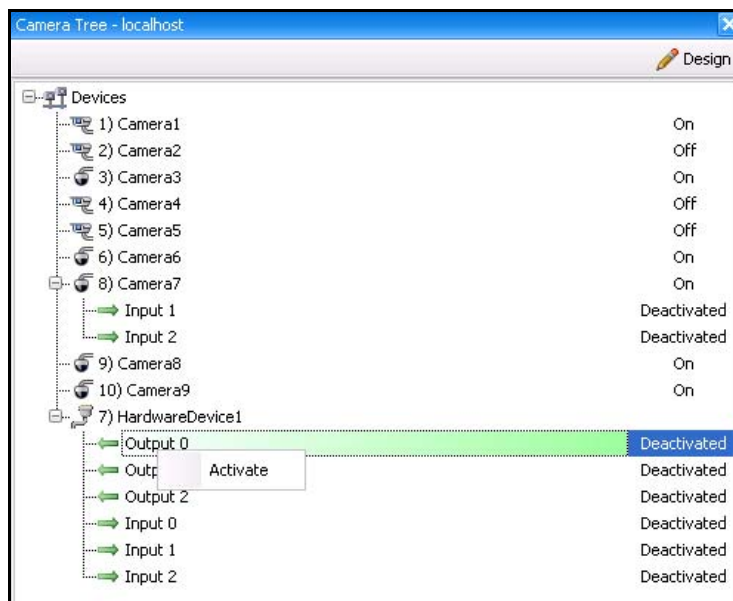 Camera Tree - localhost
Design
Devices
1) Camera1 On
2) Camera2 Off
3) Camera3 On
4) Camera4 Off
5) Camera5 Off
6) Camera6 On
8) Camera7 On
Input 1 Deactivated
Input 2 Deactivated
9) Camera8 On
10) Camera9 On
7) HardwareDevice1
Output 0 Deactivated
Outp Activate Deactivated
Output 2 Deactivated
Input 0 Deactivated
Input 1 Deactivated
Input 2 Deactivated